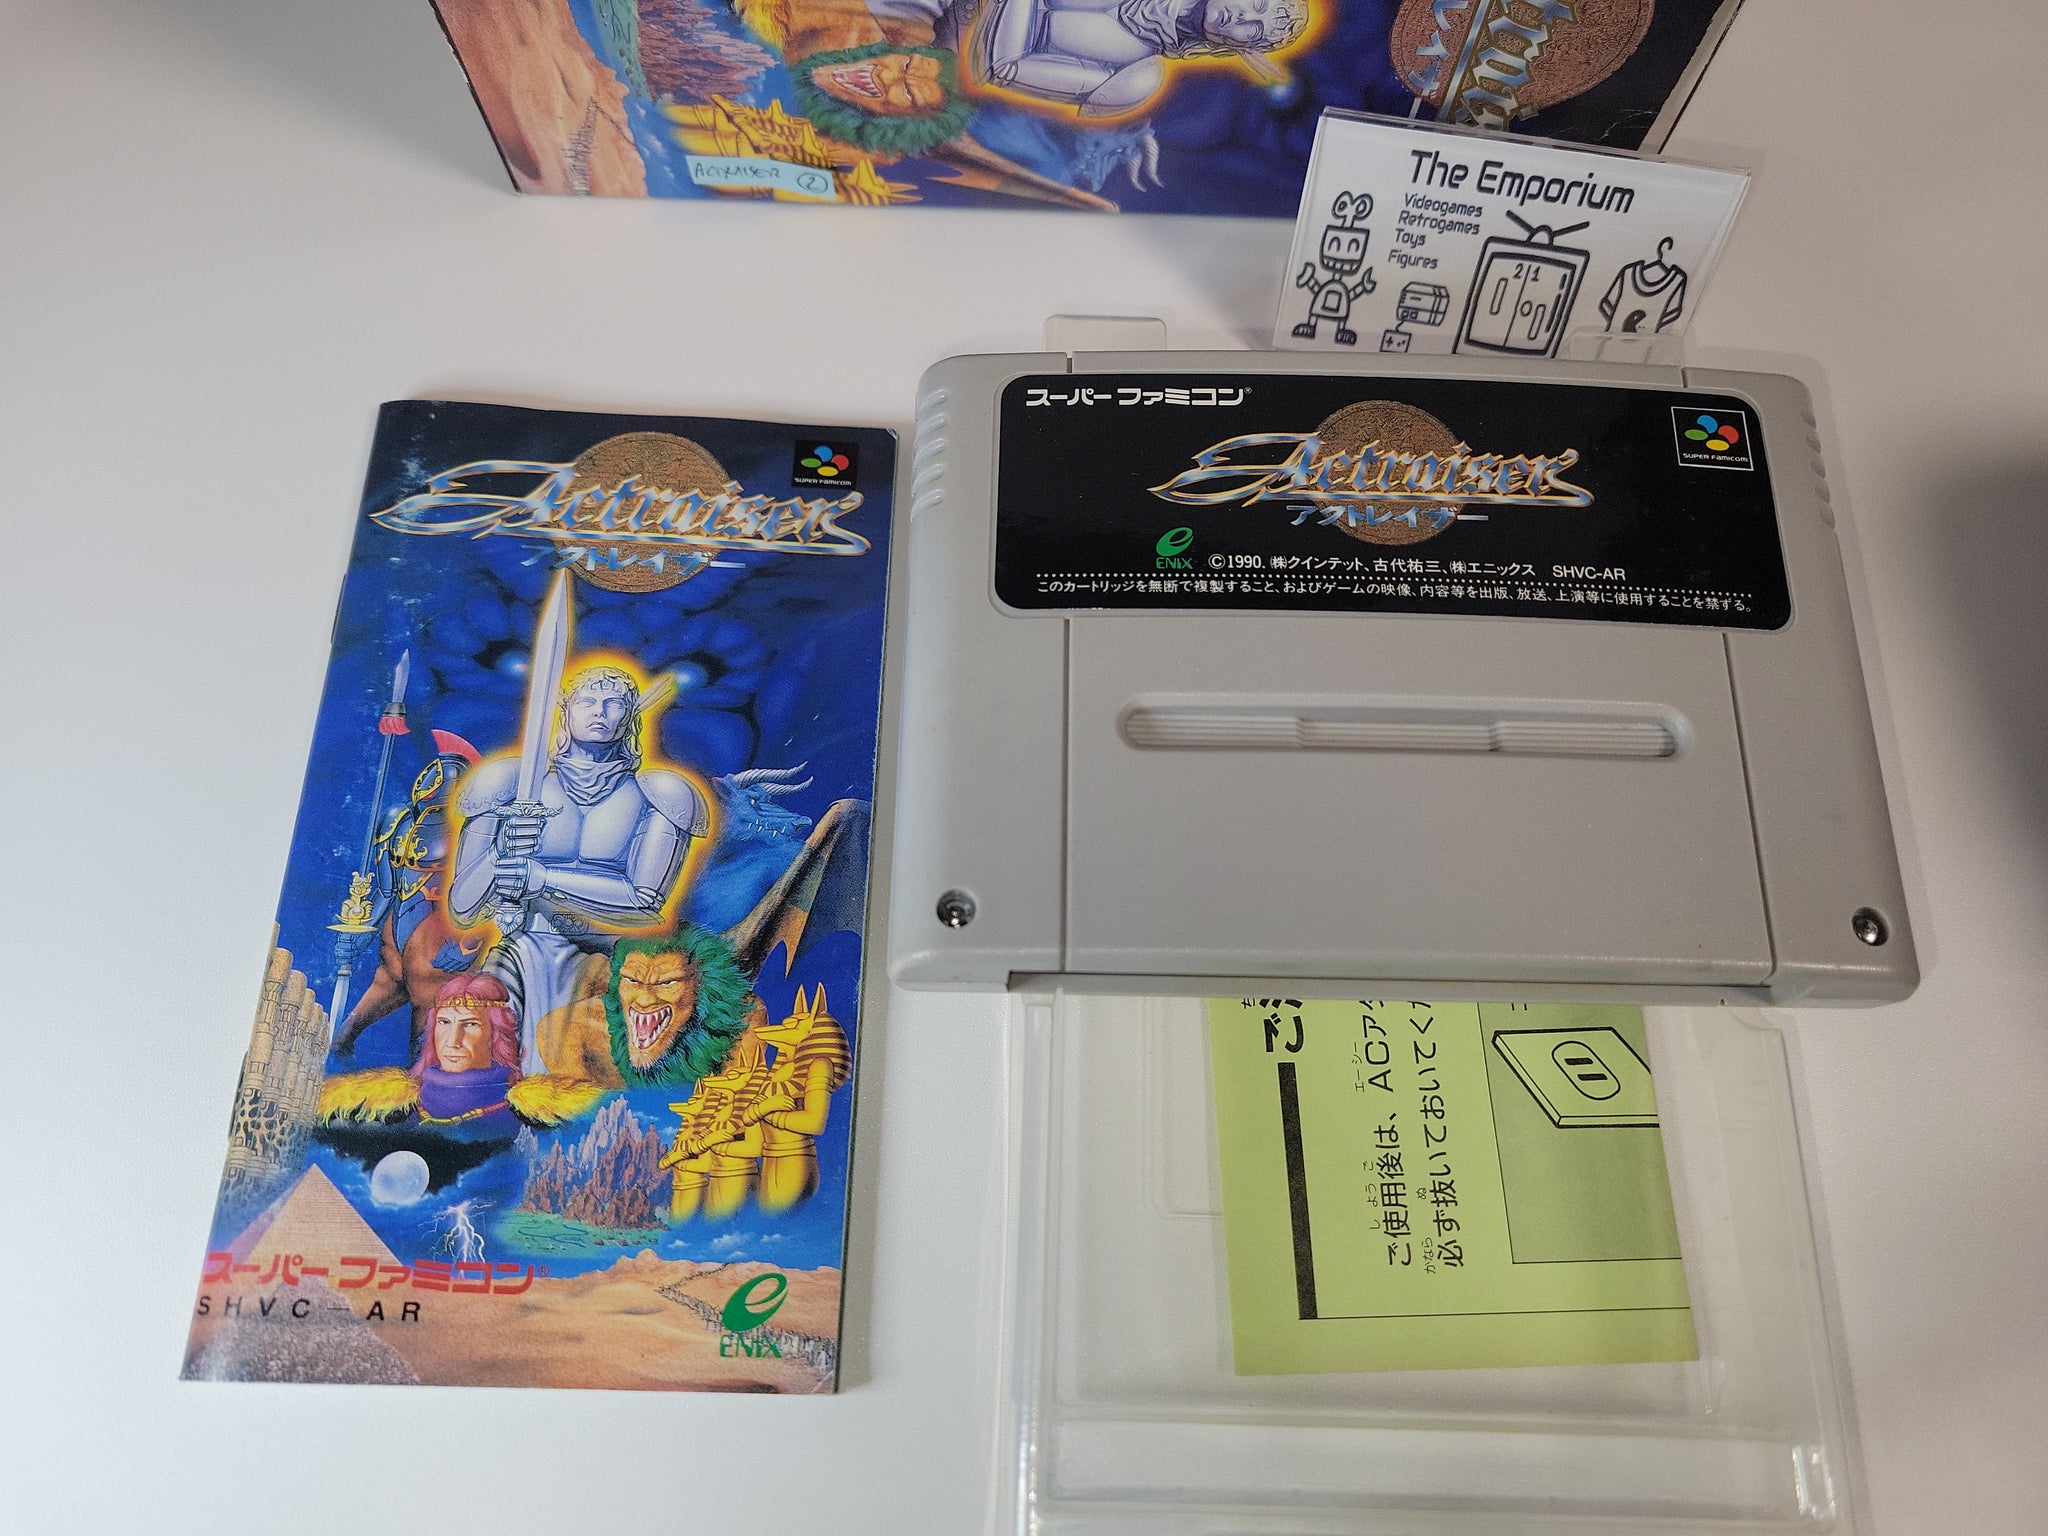 ACTRAISER 2
The Emporium
Videogames
Retrogames
Toys
Figures
2 1
Actraiser
アクトレイザー
SUPER FAMICOM
スーパーファミコン®
SHVC-AR
ENIX
スーパーファミコン®
Actraiser
アクトレイザー
SUPER FAMICOM
ENIX ©1990. ㈱クインテット、古代祐三、㈱エニックス SHVC-AR
このカートリッジを無断で複製すること、およびゲームの映像、内容等を出版、放送、上演等に使用することを禁ずる。
ご使用後は、ACアダ
必ず抜いておいてくだ